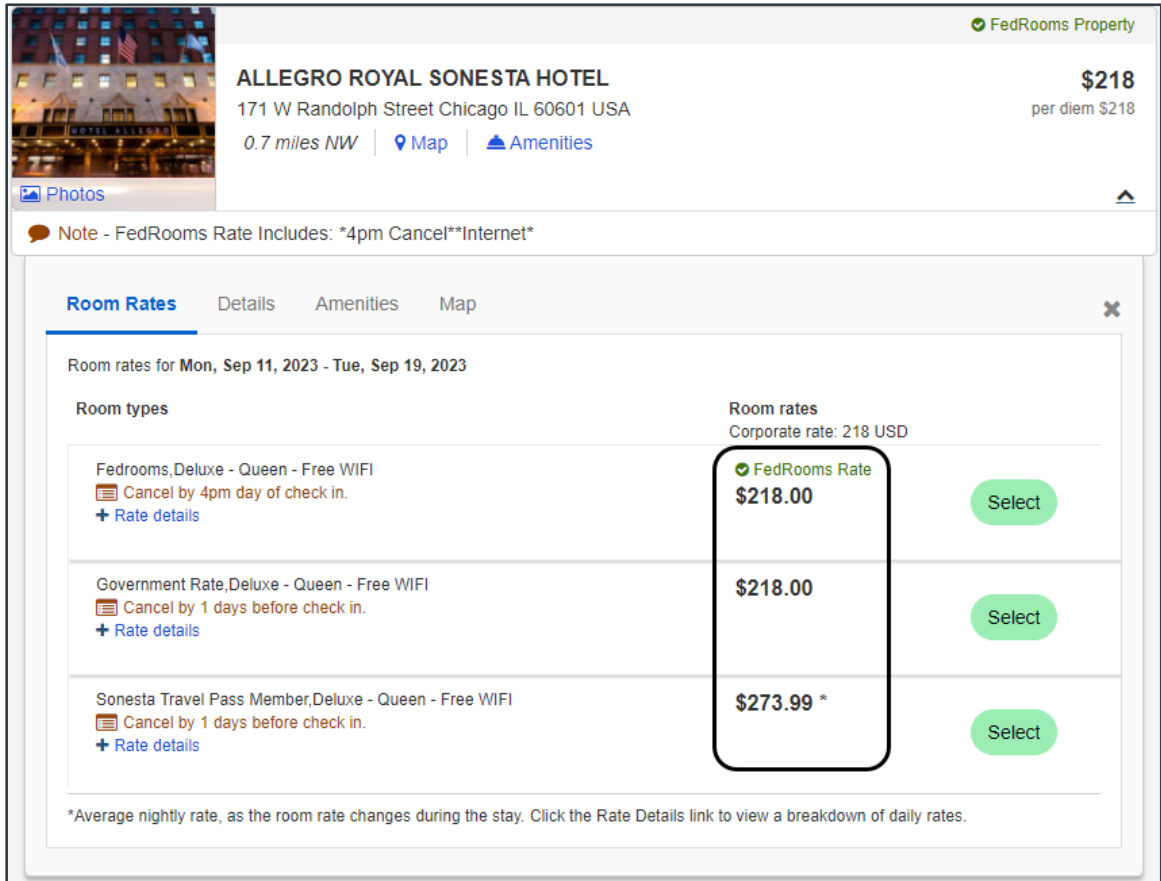 FedRooms Property
HOTEL ALLEGRO
Photos
ALLEGRO ROYAL SONESTA HOTEL
$218
171 W Randolph Street Chicago IL 60601 USA
per diem $218
0.7 miles NW Map Amenities
Note - FedRooms Rate Includes: *4pm Cancel**Internet*
Room Rates Details Amenities Map
Room rates for Mon, Sep 11, 2023 - Tue, Sep 19, 2023
Room types Room rates
Corporate rate: 218 USD
Fedrooms,Deluxe - Queen - Free WIFI
FedRooms Rate
Cancel by 4pm day of check in.
$218.00
Select
Rate details
Government Rate,Deluxe - Queen - Free WIFI
$218.00
Cancel by 1 days before check in.
Select
Rate details
Sonesta Travel Pass Member,Deluxe - Queen - Free WIFI
$273.99 *
Cancel by 1 days before check in.
Select
Rate details
*Average nightly rate, as the room rate changes during the stay. Click the Rate Details link to view a breakdown of daily rates.